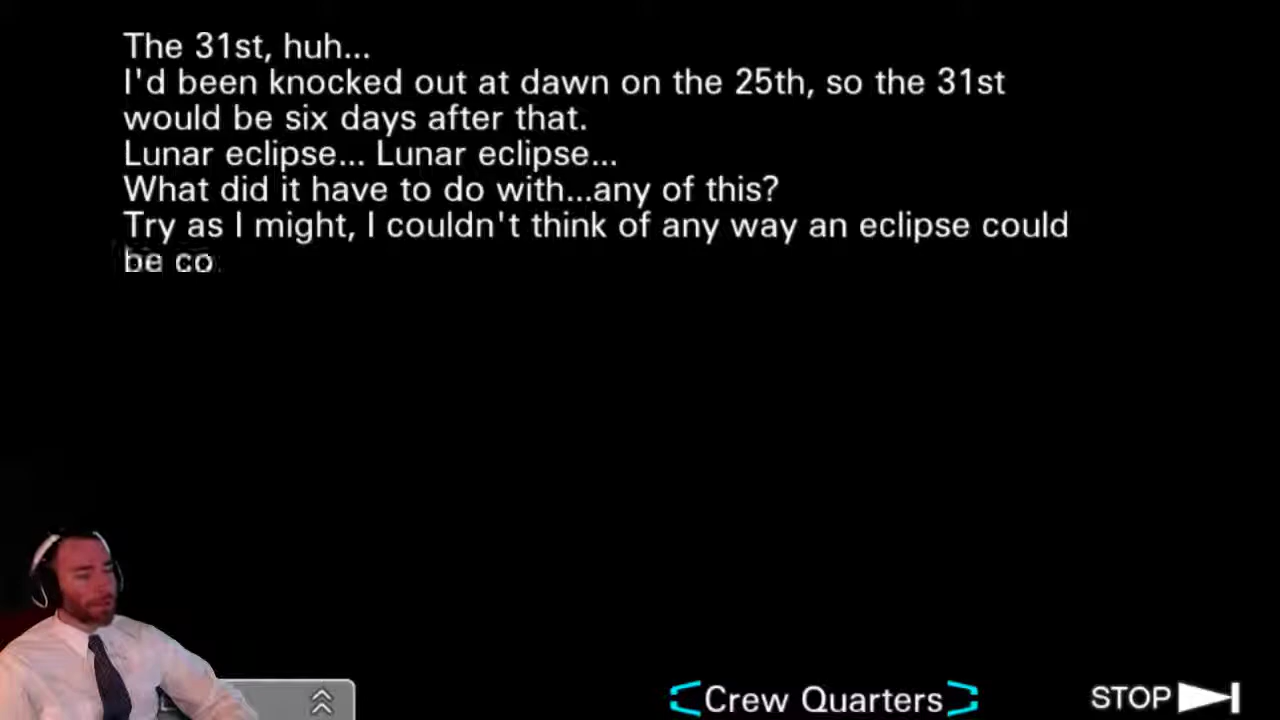 The 31st, huh...
I'd been knocked out at dawn on the 25th, so the 31st
would be six days after that.
Lunar eclipse... Lunar eclipse...
What did it have to do with...any of this?
Try as I might, I couldn't think of any way an eclipse could
be co
Crew Quarters
STOP